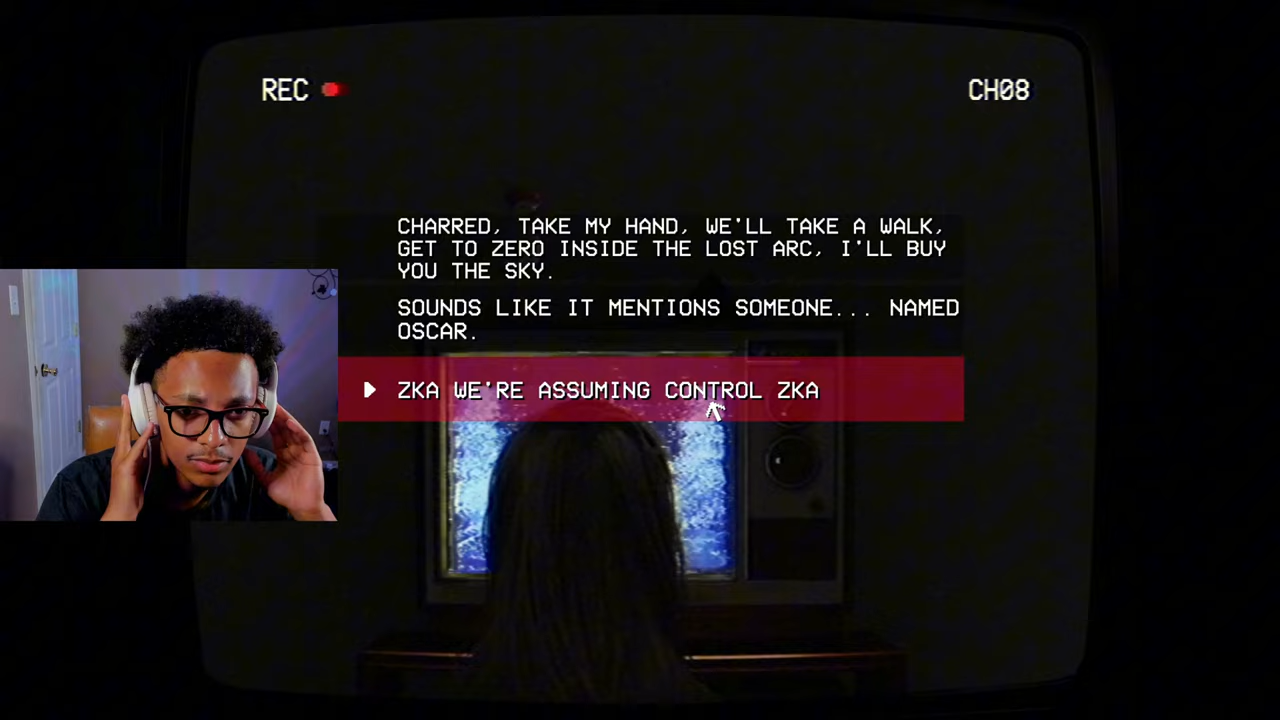 REC
CH08
CHARRED, TAKE MY HAND, WE'LL TAKE A WALK,
GET TO ZERO INSIDE THE LOST ARC, I'LL BUY
YOU THE SKY.
SOUNDS LIKE IT MENTIONS SOMEONE... NAMED
OSCAR.
ZKA WE'RE ASSUMING CONTROL ZKA